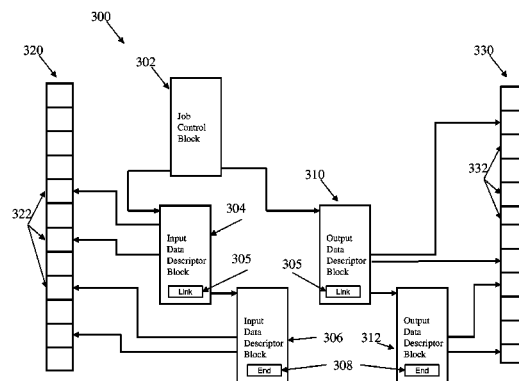 300
320
330
302
Job
Control
Block
332
310
322
304
Input
Data
Descriptor
Block
Output
Data
Descriptor
Block
305
305
Link
Link
Input
Data
Descriptor
Block
306
312
Output
Data
Descriptor
Block
308
End
End